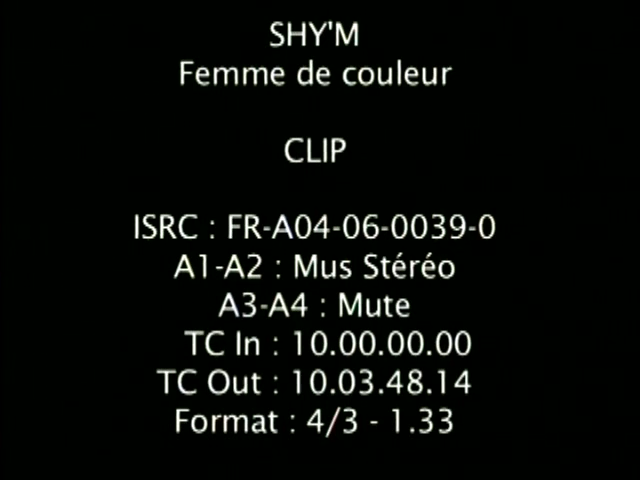 SHY'M
Femme de couleur
CLIP
ISRC : FR-A04-06-0039-0
A1-A2 : Mus Stéréo
A3-A4 : Mute
TC In : 10.00.00.00
TC Out : 10.03.48.14
Format : 4/3 - 1.33